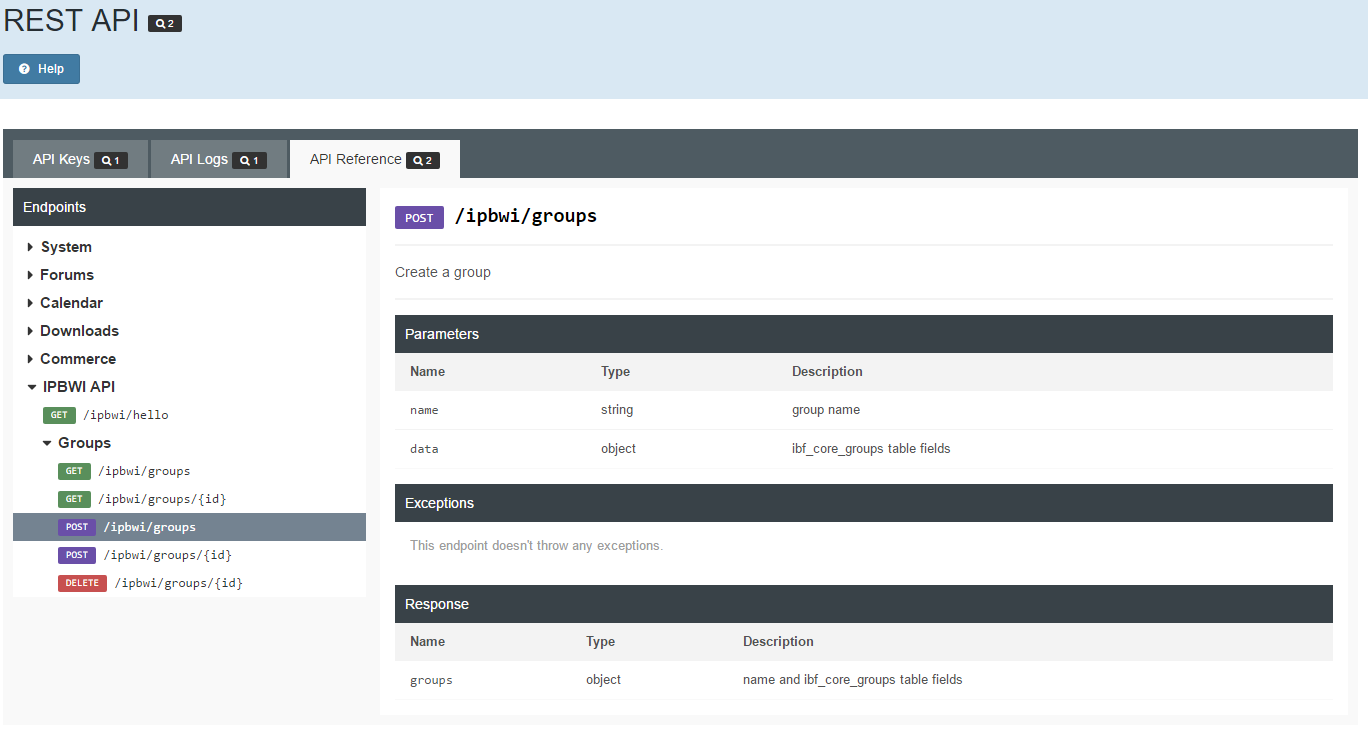 REST API 2
Help
API Keys 1 API Logs 1 API Reference 2
Endpoints
System
Forums
Calendar
Downloads
Commerce
IPBWI API
GET /ipbwi/hello
Groups
GET /ipbwi/groups
GET /ipbwi/groups/{id}
POST /ipbwi/groups
POST /ipbwi/groups/{id}
DELETE /ipbwi/groups/{id}
POST /ipbwi/groups
Create a group
Parameters
Name Type Description
name string group name
data object ibf_core_groups table fields
Exceptions
This endpoint doesn't throw any exceptions.
Response
Name Type Description
groups object name and ibf_core_groups table fields